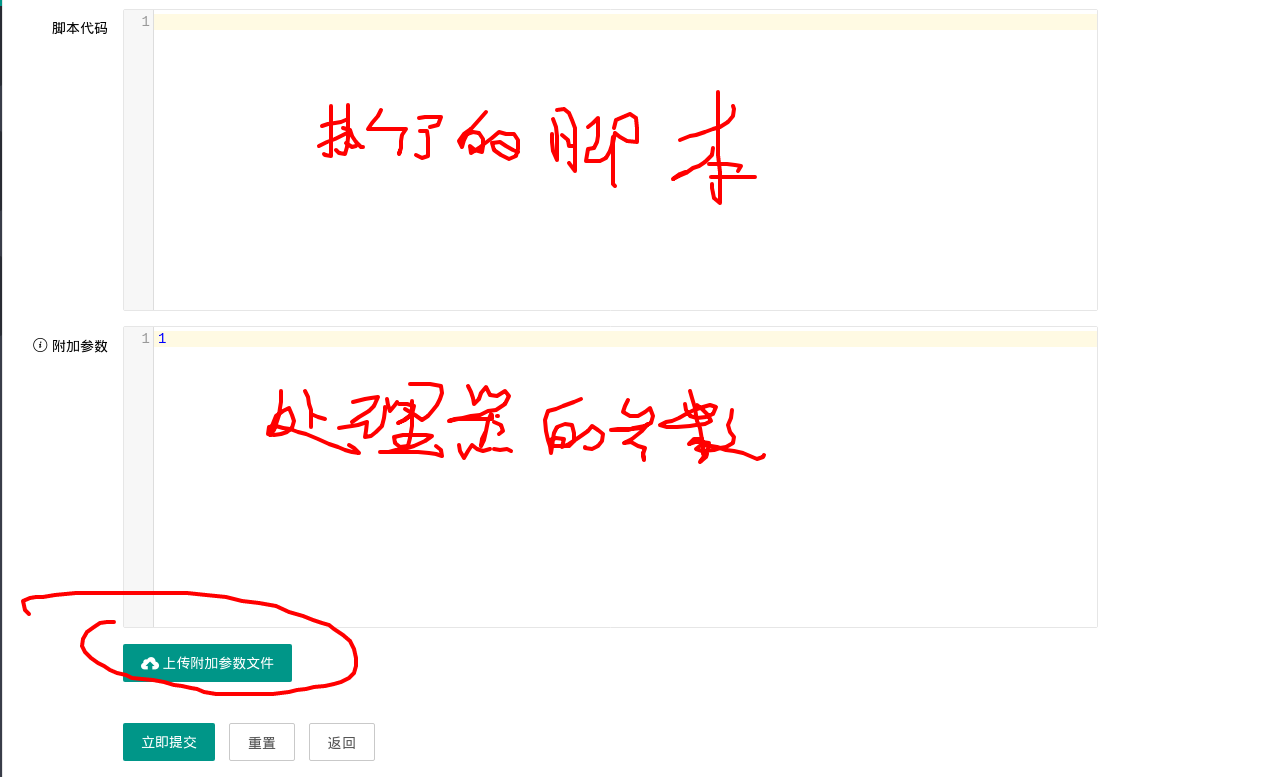 脚本代码
1
执行的脚本
附加参数
1 1
处理器的参数
上传附加参数文件
立即提交 重置 返回